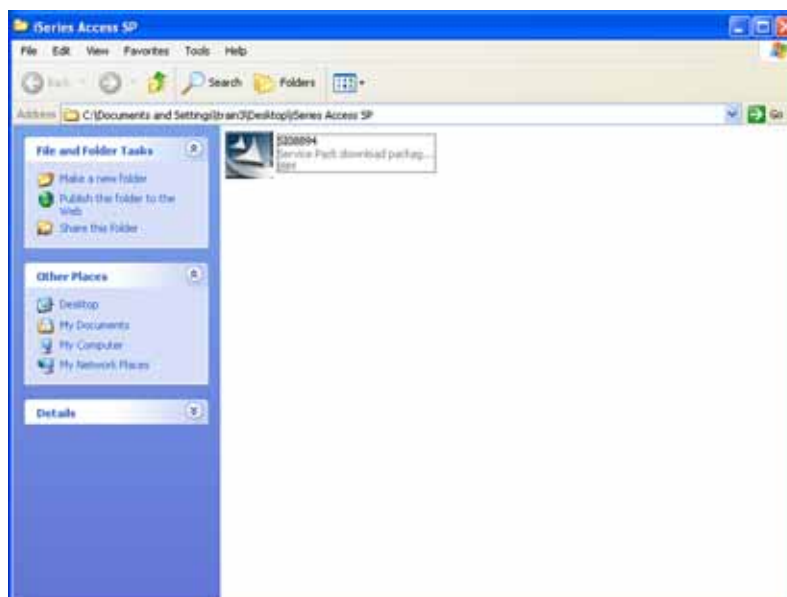 iSeries Access SP
File Edit View Favorites Tools Help
Back Search Folders
Address C:\Documents and Settings\train3\Desktop\iSeries Access SP Go
File and Folder Tasks
Make a new folder
Publish this folder to the
Web
Share this folder
Other Places
Desktop
My Documents
My Computer
My Network Places
Details
Service Pack download packag...
IBM